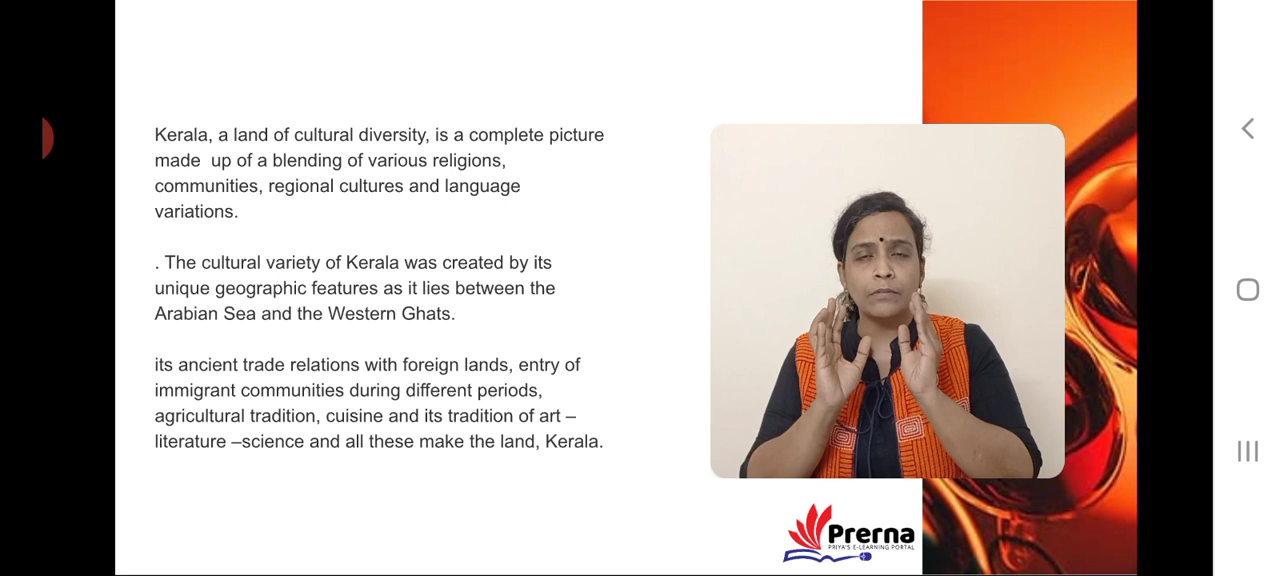 Kerala, a land of cultural diversity, is a complete picture
made  up of a blending of various religions,
communities, regional cultures and language
variations.
. The cultural variety of Kerala was created by its
unique geographic features as it lies between the
Arabian Sea and the Western Ghats.
its ancient trade relations with foreign lands, entry of
immigrant communities during different periods,
agricultural tradition, cuisine and its tradition of art –
literature –science and all these make the land, Kerala.
Prerna
PRIYA'S E-LEARNING PORTAL